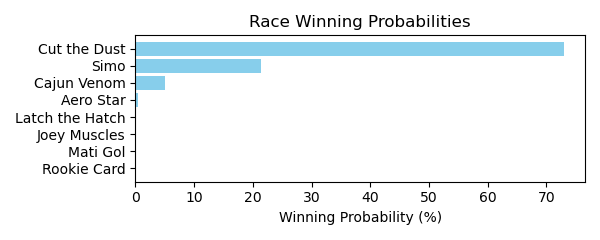 Race Winning Probabilities
Cut the Dust
Simo
Cajun Venom
Aero Star
Latch the Hatch
Joey Muscles
Mati Gol
Rookie Card
0 10 20 30 40 50 60 70
Winning Probability (%)